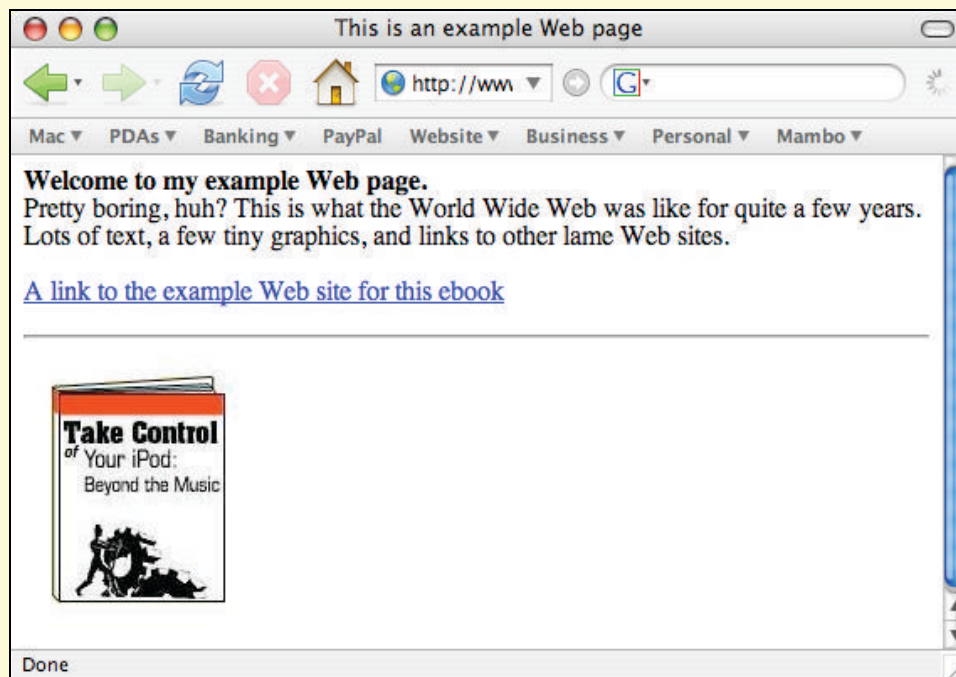 This is an example Web page
http://www
G
Mac PDAs Banking PayPal Website Business Personal Mambo
Welcome to my example Web page.
Pretty boring, huh? This is what the World Wide Web was like for quite a few years.
Lots of text, a few tiny graphics, and links to other lame Web sites.
A link to the example Web site for this ebook
Take Control
of Your iPod:
Beyond the Music
Done